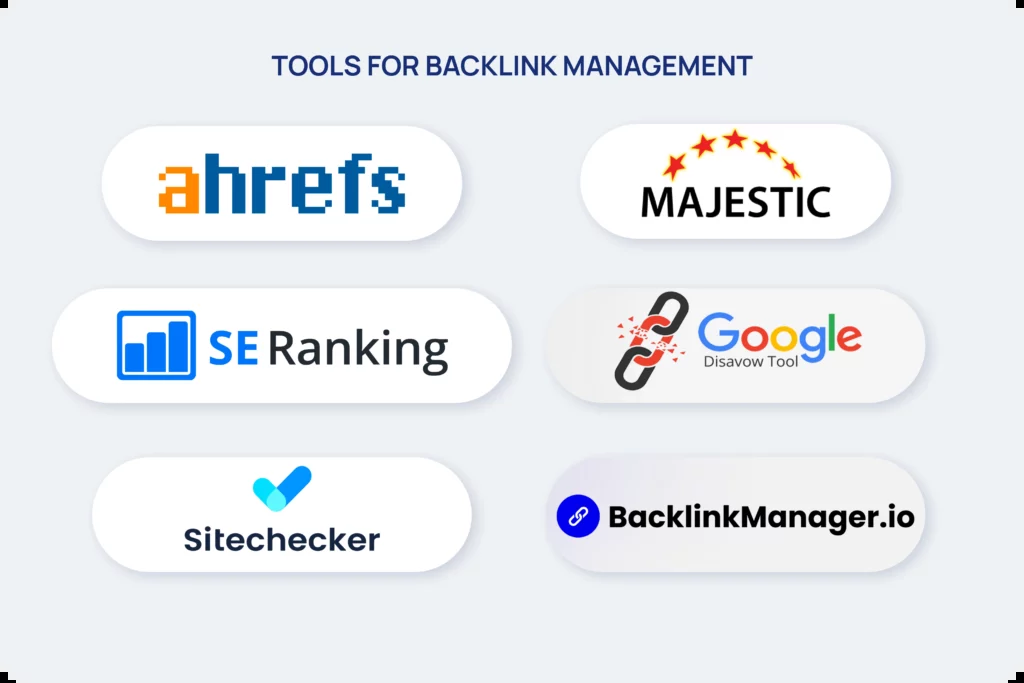 TOOLS FOR BACKLINK MANAGEMENT
ahrefs
MAJESTIC
SE Ranking
Google
Disavow Tool
Sitechecker
BacklinkManager.io